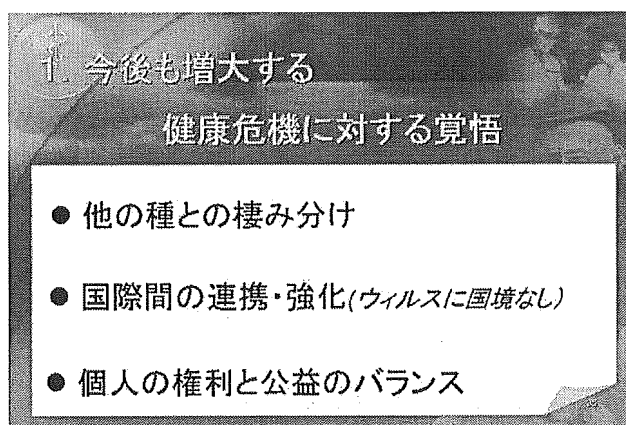 1. 今後も増大する
健康危機に対する覚悟
● 他の種との棲み分け
● 国際間の連携・強化(ウィルスに国境なし)
● 個人の権利と公益のバランス